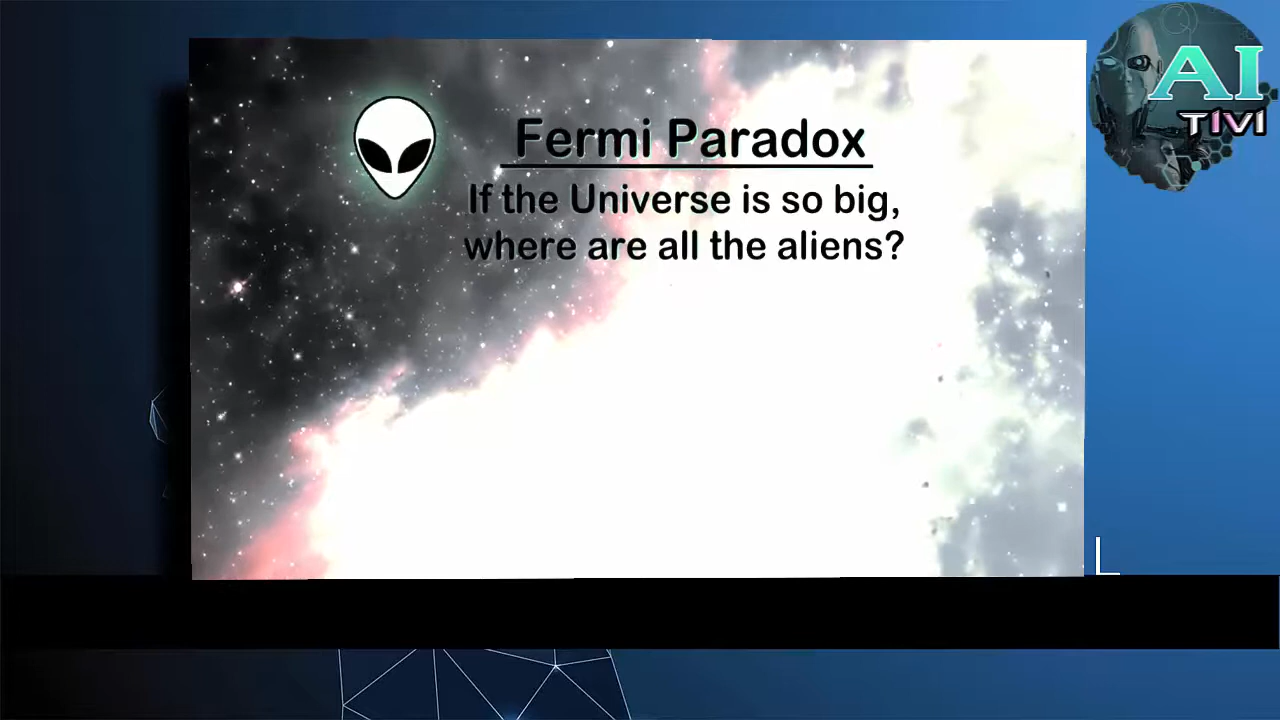 AI
TIVI
Fermi Paradox
If the Universe is so big,
where are all the aliens?
L